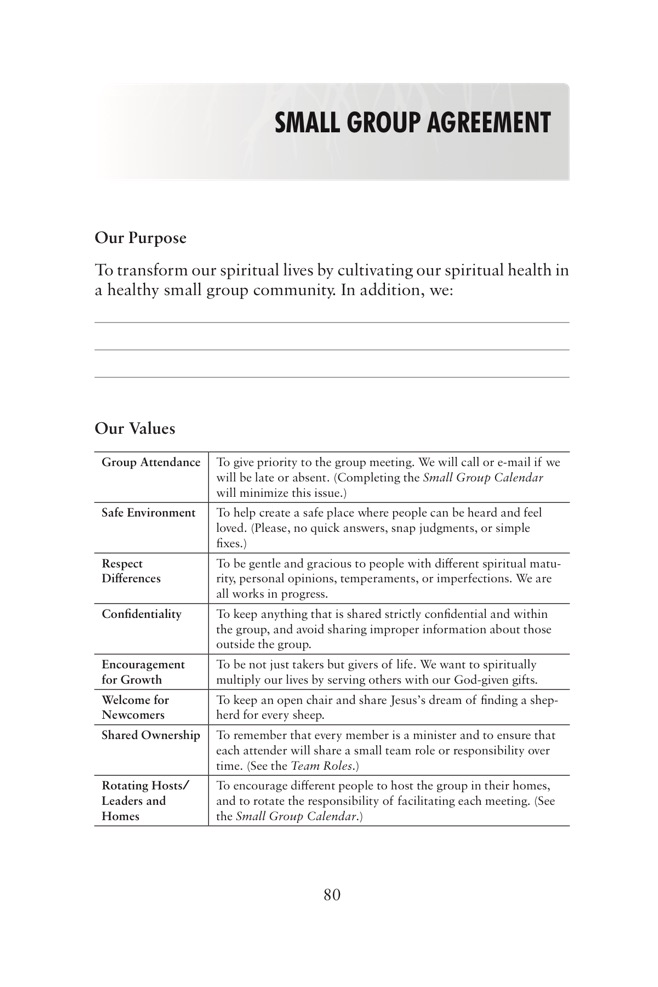 SMALL GROUP AGREEMENT
Our Purpose
To transform our spiritual lives by cultivating our spiritual health in
a healthy small group community. In addition, we:
Our Values
Group Attendance
To give priority to the group meeting. We will call or e-mail if we
will be late or absent. (Completing the Small Group Calendar
will minimize this issue.)
Safe Environment
To help create a safe place where people can be heard and feel
loved. (Please, no quick answers, snap judgments, or simple
fixes.)
Respect
Differences
To be gentle and gracious to people with different spiritual matu-
rity, personal opinions, temperaments, or imperfections. We are
all works in progress.
Confidentiality
To keep anything that is shared strictly confidential and within
the group, and avoid sharing improper information about those
outside the group.
Encouragement
for Growth
To be not just takers but givers of life. We want to spiritually
multiply our lives by serving others with our God-given gifts.
Welcome for
Newcomers
To keep an open chair and share Jesus's dream of finding a shep-
herd for every sheep.
Shared Ownership
To remember that every member is a minister and to ensure that
each attender will share a small team role or responsibility over
time. (See the Team Roles.)
Rotating Hosts/
Leaders and
Homes
To encourage different people to host the group in their homes,
and to rotate the responsibility of facilitating each meeting. (See
the Small Group Calendar.)
80